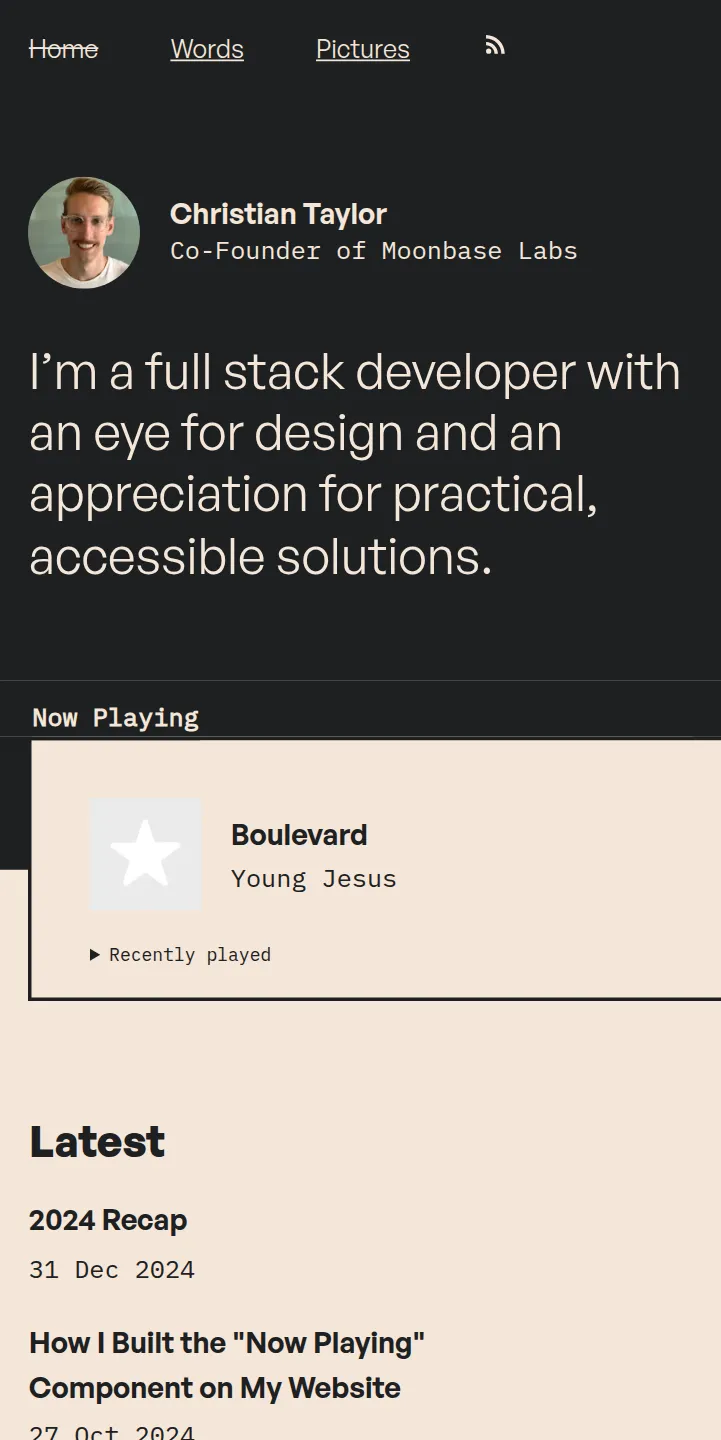 Home Words Pictures
Christian Taylor
Co-Founder of Moonbase Labs
I’m a full stack developer with
an eye for design and an
appreciation for practical,
accessible solutions.
Now Playing
Boulevard
Young Jesus
Recently played
Latest
2024 Recap
31 Dec 2024
How I Built the "Now Playing"
Component on My Website
27 Oct 2024